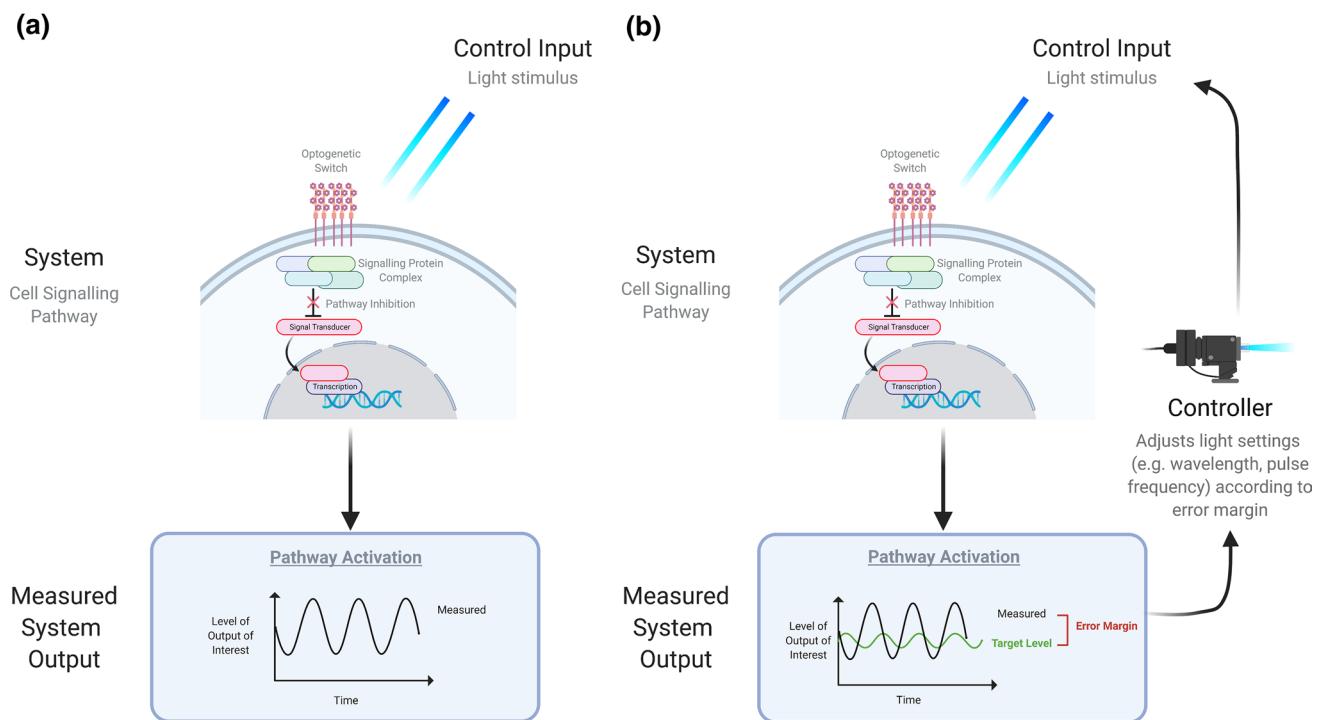 (a)
Control Input
Light stimulus
Optogenetic
Switch
System
Cell Signalling
Pathway
Signalling Protein
Complex
Pathway Inhibition
Signal Transducer
Transcription
Pathway Activation
Measured
System
Output
Level of
Output of
Interest
Measured
Time
(b)
Control Input
Light stimulus
Optogenetic
Switch
System
Cell Signalling
Pathway
Signalling Protein
Complex
Pathway Inhibition
Signal Transducer
Transcription
Controller
Adjusts light settings
(e.g. wavelength, pulse
frequency) according to
error margin
Pathway Activation
Measured
System
Output
Level of
Output of
Interest
Measured
Target Level
Error Margin
Time